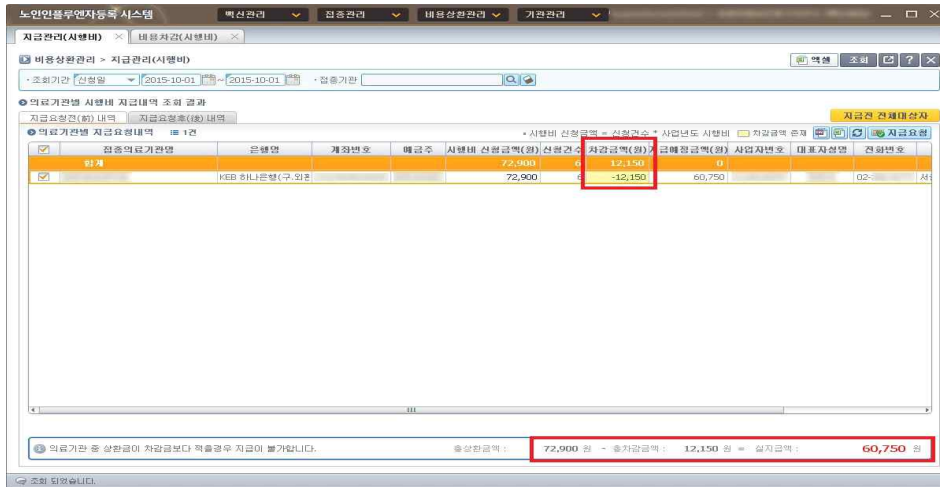 노인인플루엔자등록 시스템 백신관리 접종관리 비용상환관리 기관관리
지급관리(시행비) 비용차감(시행비)
비용상환관리 > 지급관리(시행비) 엑셀 조회
• 조회기간 신청일 2015-10-01 ~ 2015-10-01 • 접종기관
의료기관별 시행비 지급내역 조회 결과
지급요청전(前) 내역 지급요청후(後) 내역 지급전 전체대상자
의료기관별 지급요청내역 1건 • 시행비 신청금액 = 신청건수 * 사업년도 시행비 차감금액 존재 지급요청
접종의료기관명 은행명 계좌번호 예금주 시행비 신청금액(원) 신청건수 차감금액(원) 급예정금액(원) 사업자번호 대표자성명 전화번호
합계 72,900 6 12,150 0
KEB 하나은행(구.외환 72,900 6 -12,150 60,750 02-
의료기관 중 상환금이 차감금보다 적을경우 지급이 불가합니다. 총상환금액 : 72,900 원 - 총차감금액 : 12,150 원 = 실지급액 : 60,750 원
조회 되었습니다.